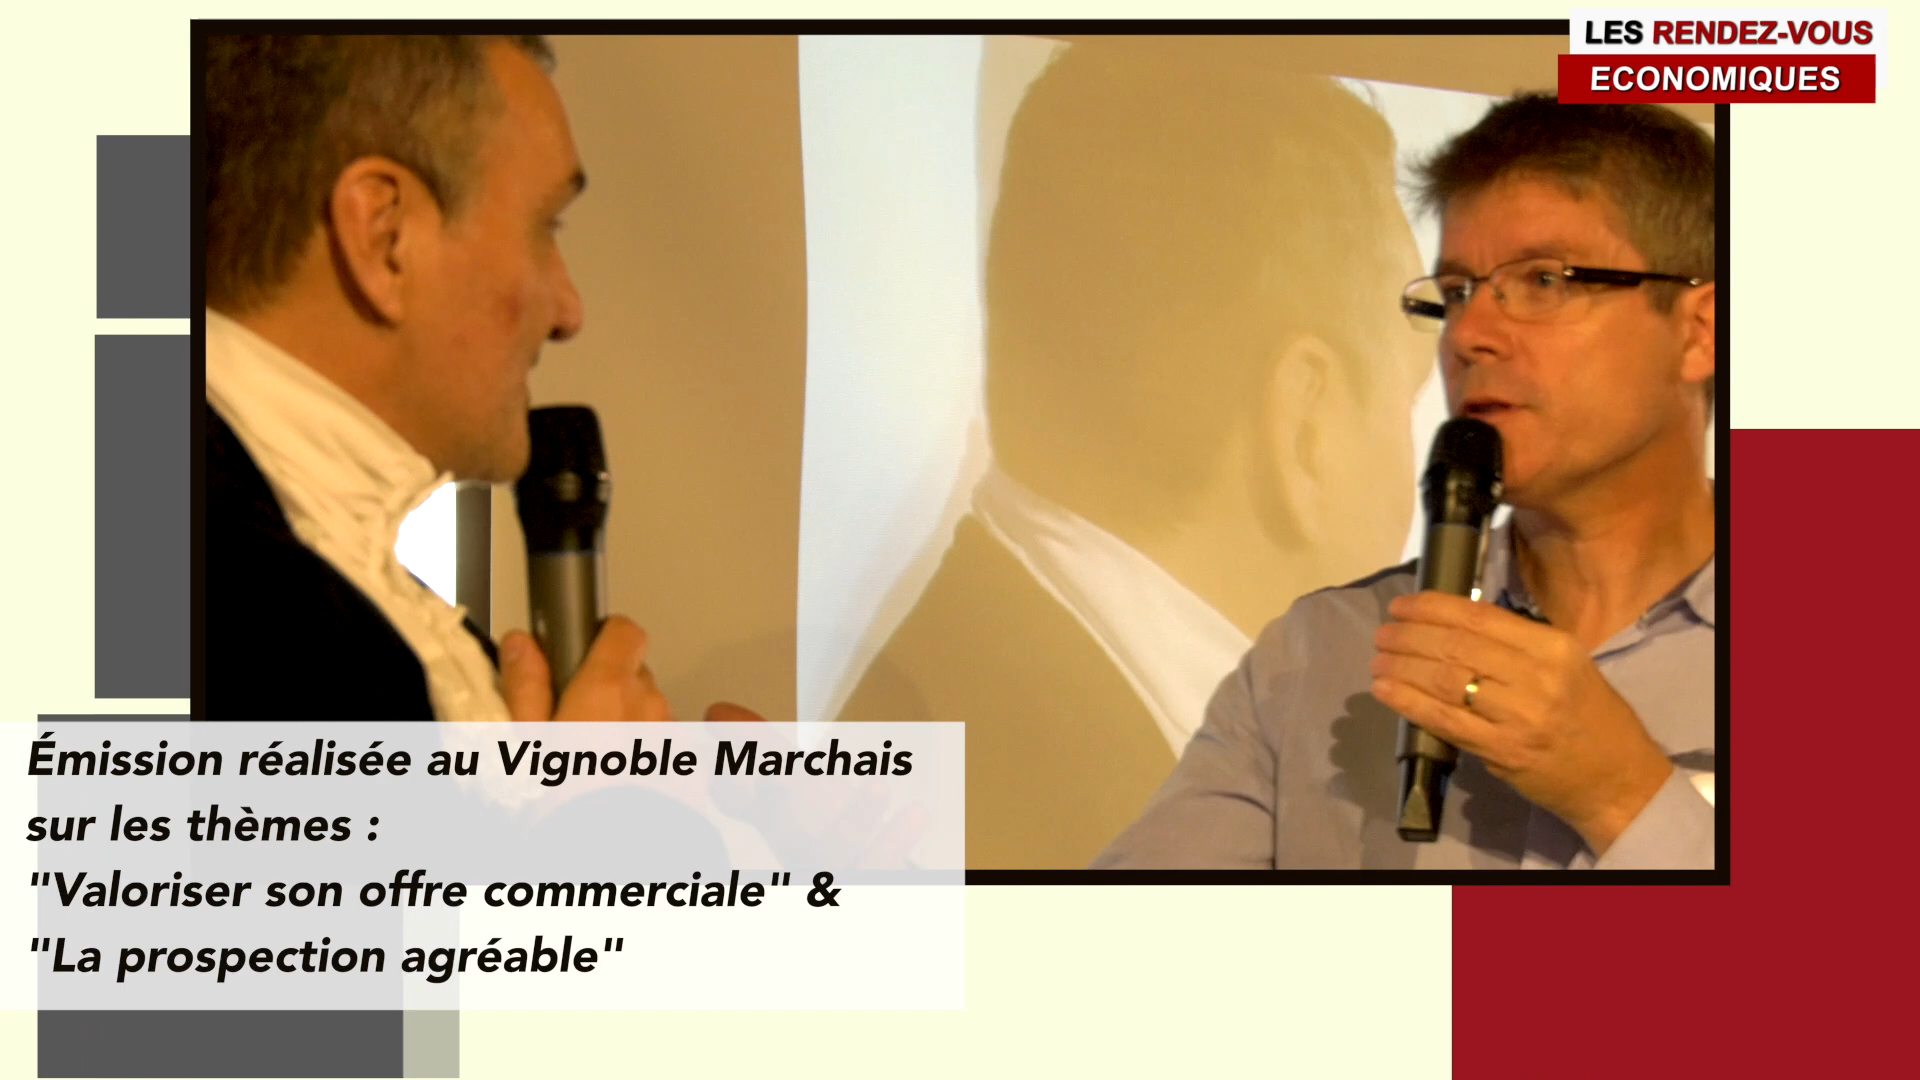 LES RENDEZ-VOUS
ECONOMIQUES
Émission réalisée au Vignoble Marchais
sur les thèmes :
"Valoriser son offre commerciale" &
"La prospection agréable"